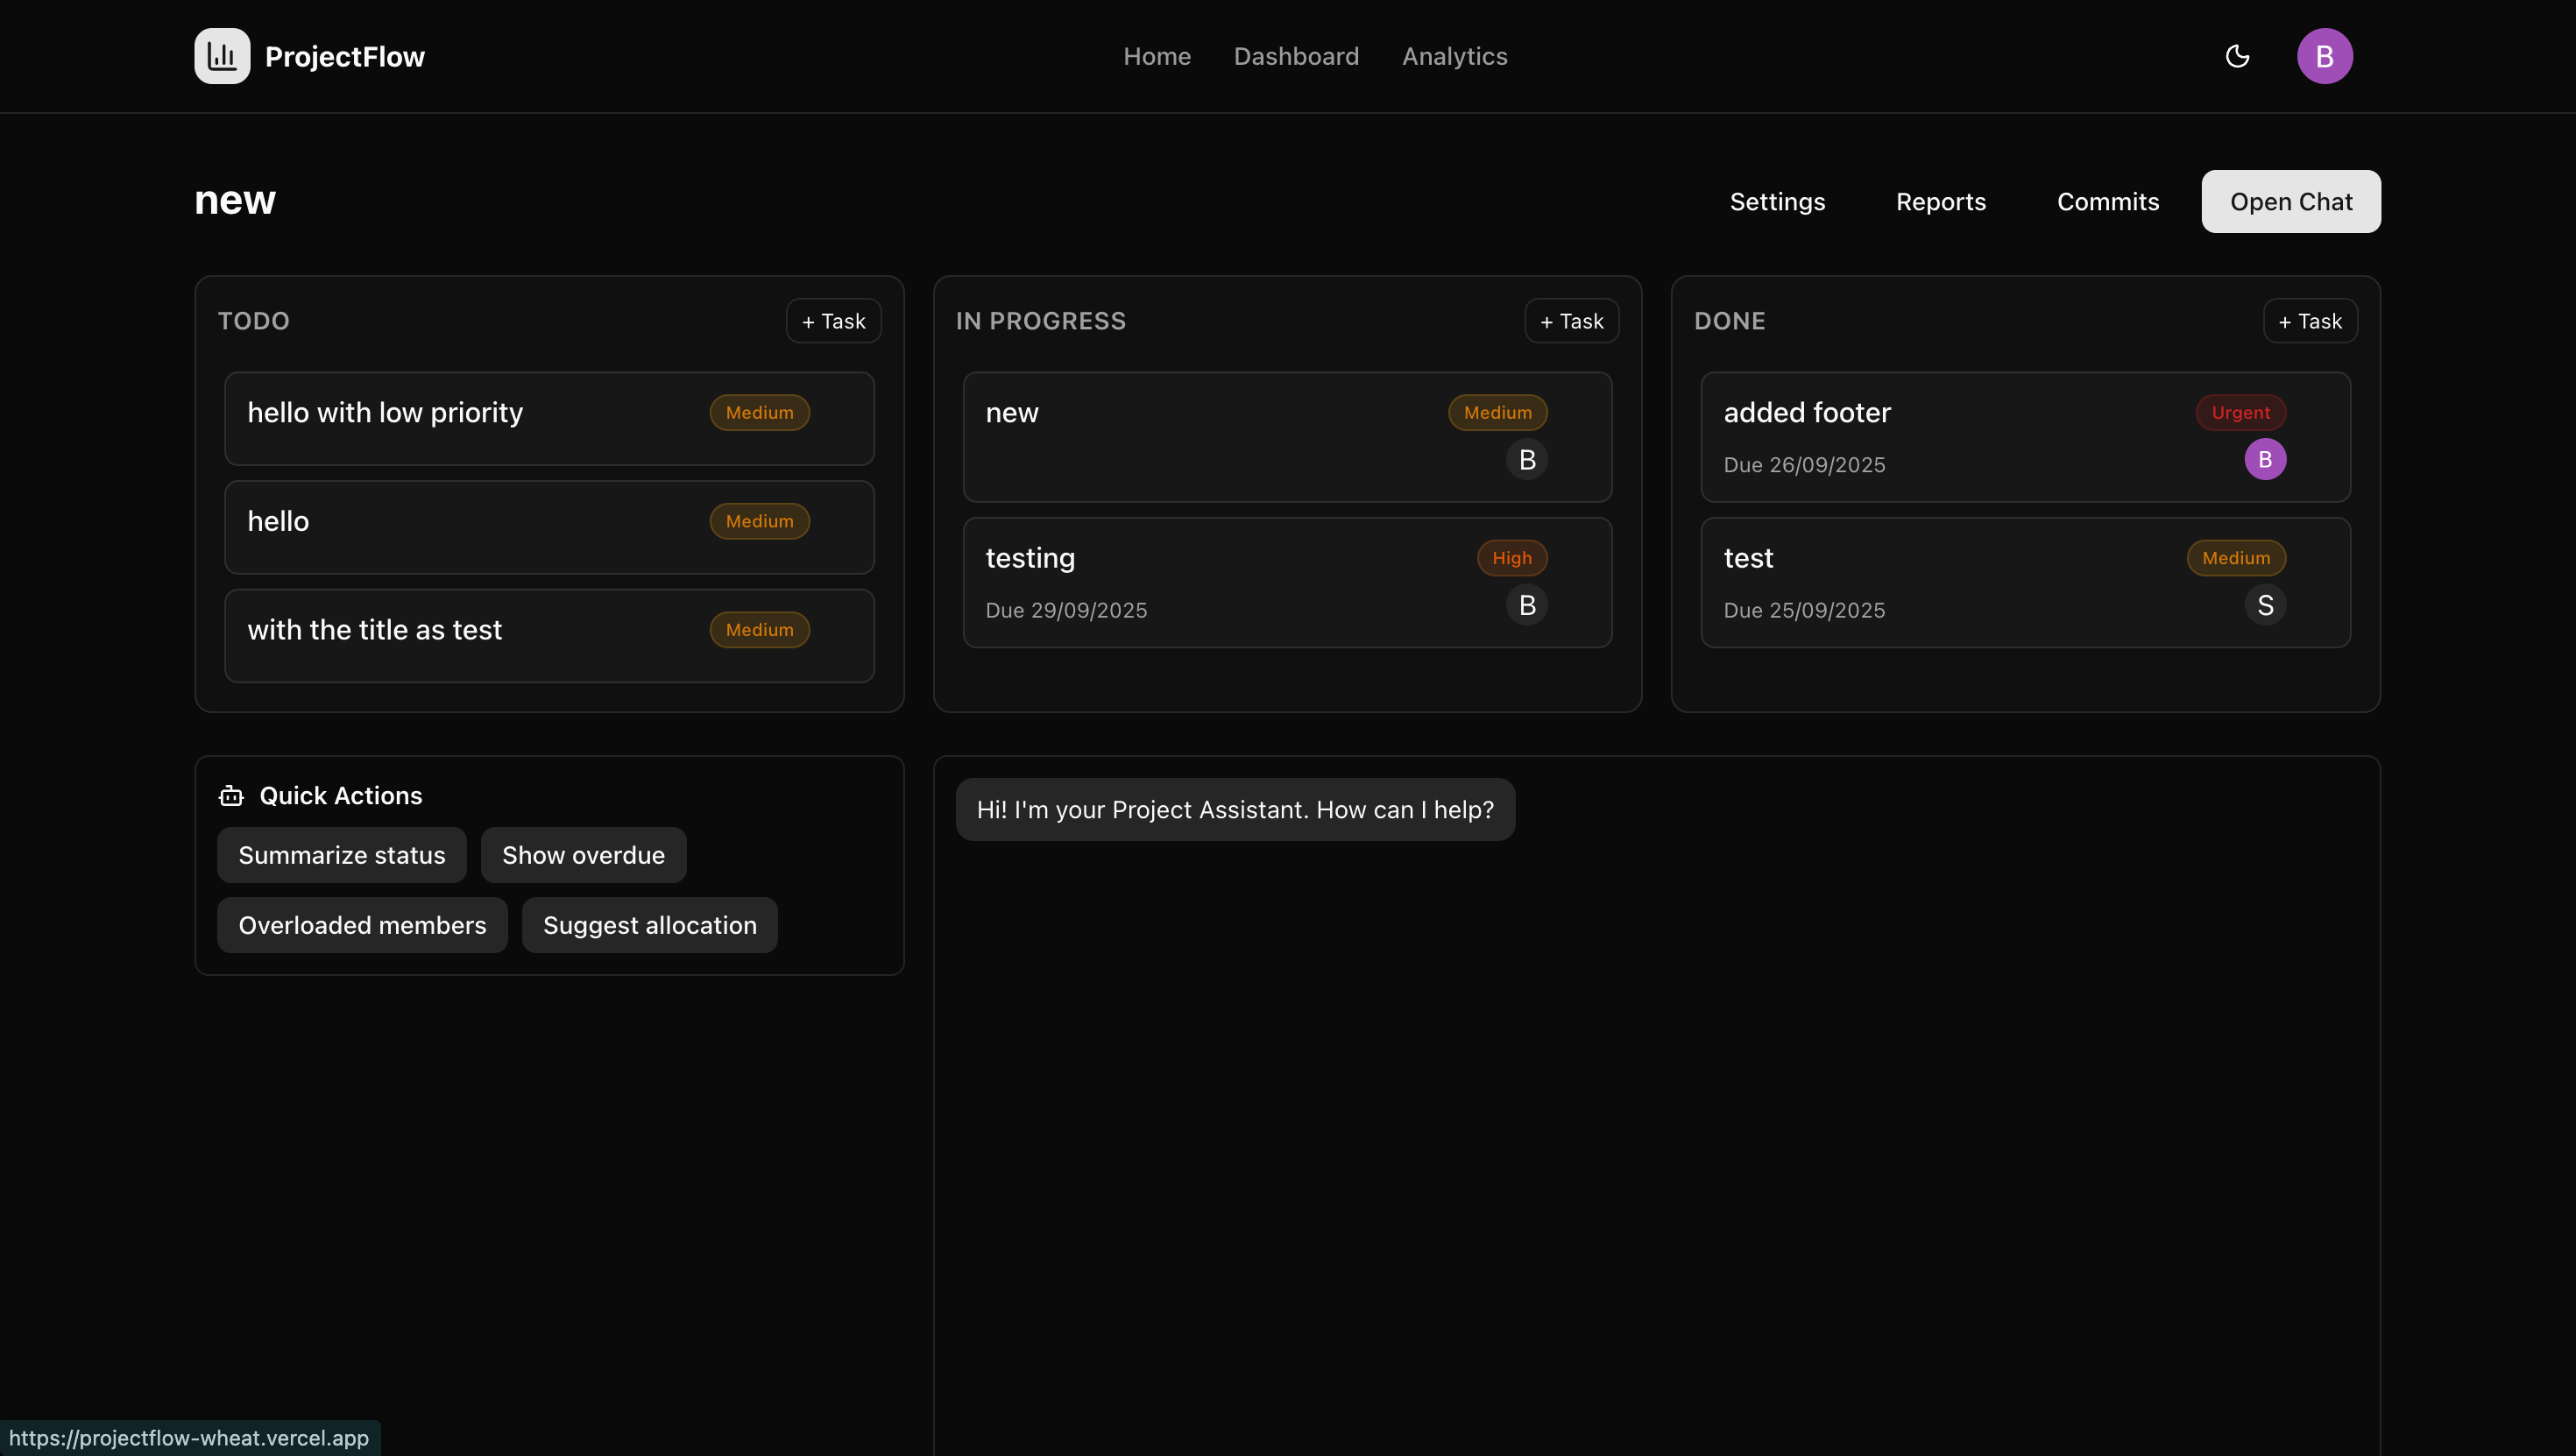 ProjectFlow
Home Dashboard Analytics
B
new
Settings Reports Commits Open Chat
TODO + Task
hello with low priority Medium
hello Medium
with the title as test Medium
IN PROGRESS + Task
new Medium
B
testing High
Due 29/09/2025 B
DONE + Task
added footer Urgent
Due 26/09/2025 B
test Medium
Due 25/09/2025 S
Quick Actions
Summarize status Show overdue
Overloaded members Suggest allocation
Hi! I'm your Project Assistant. How can I help?
https://projectflow-wheat.vercel.app